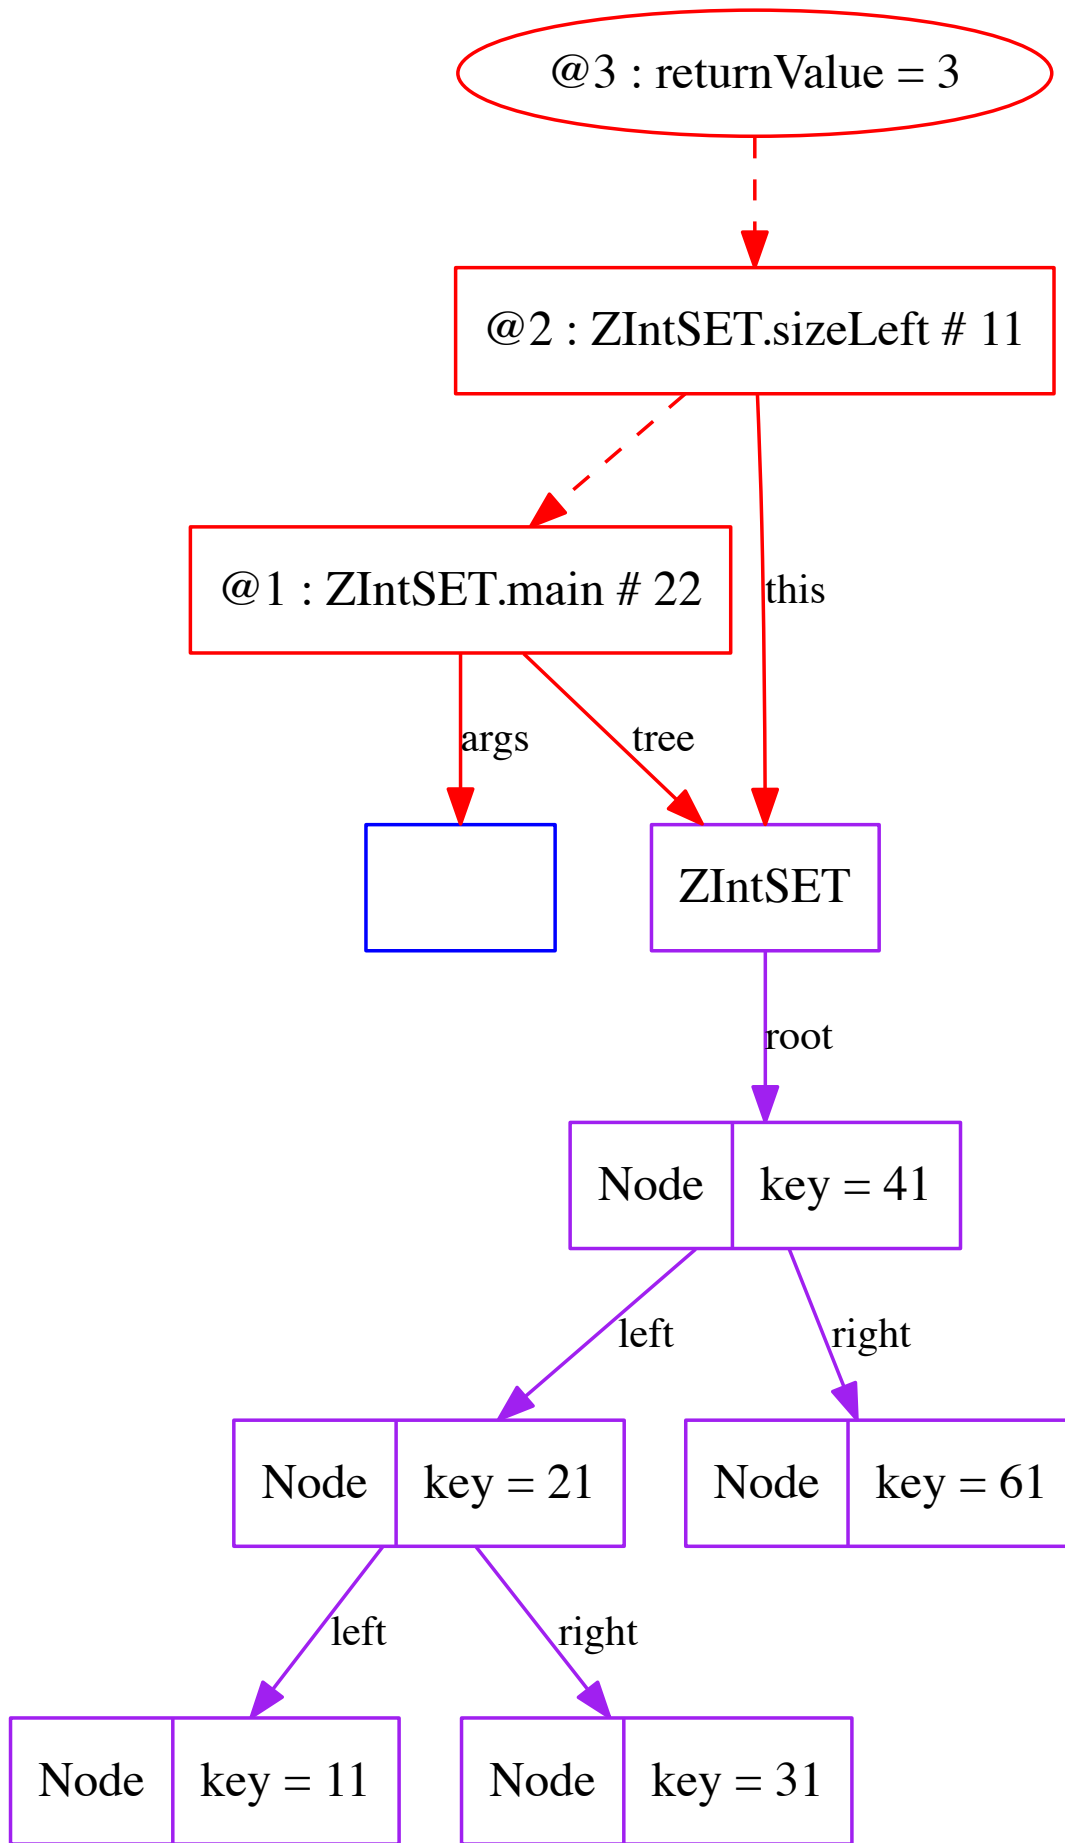 @3 : returnValue = 3
@2 : ZIntSET.sizeLeft # 11
@1 : ZIntSET.main # 22
this
args
tree
ZIntSET
root
Node
key = 41
left
right
Node
key = 21
Node
key = 61
left
right
Node
key = 11
Node
key = 31